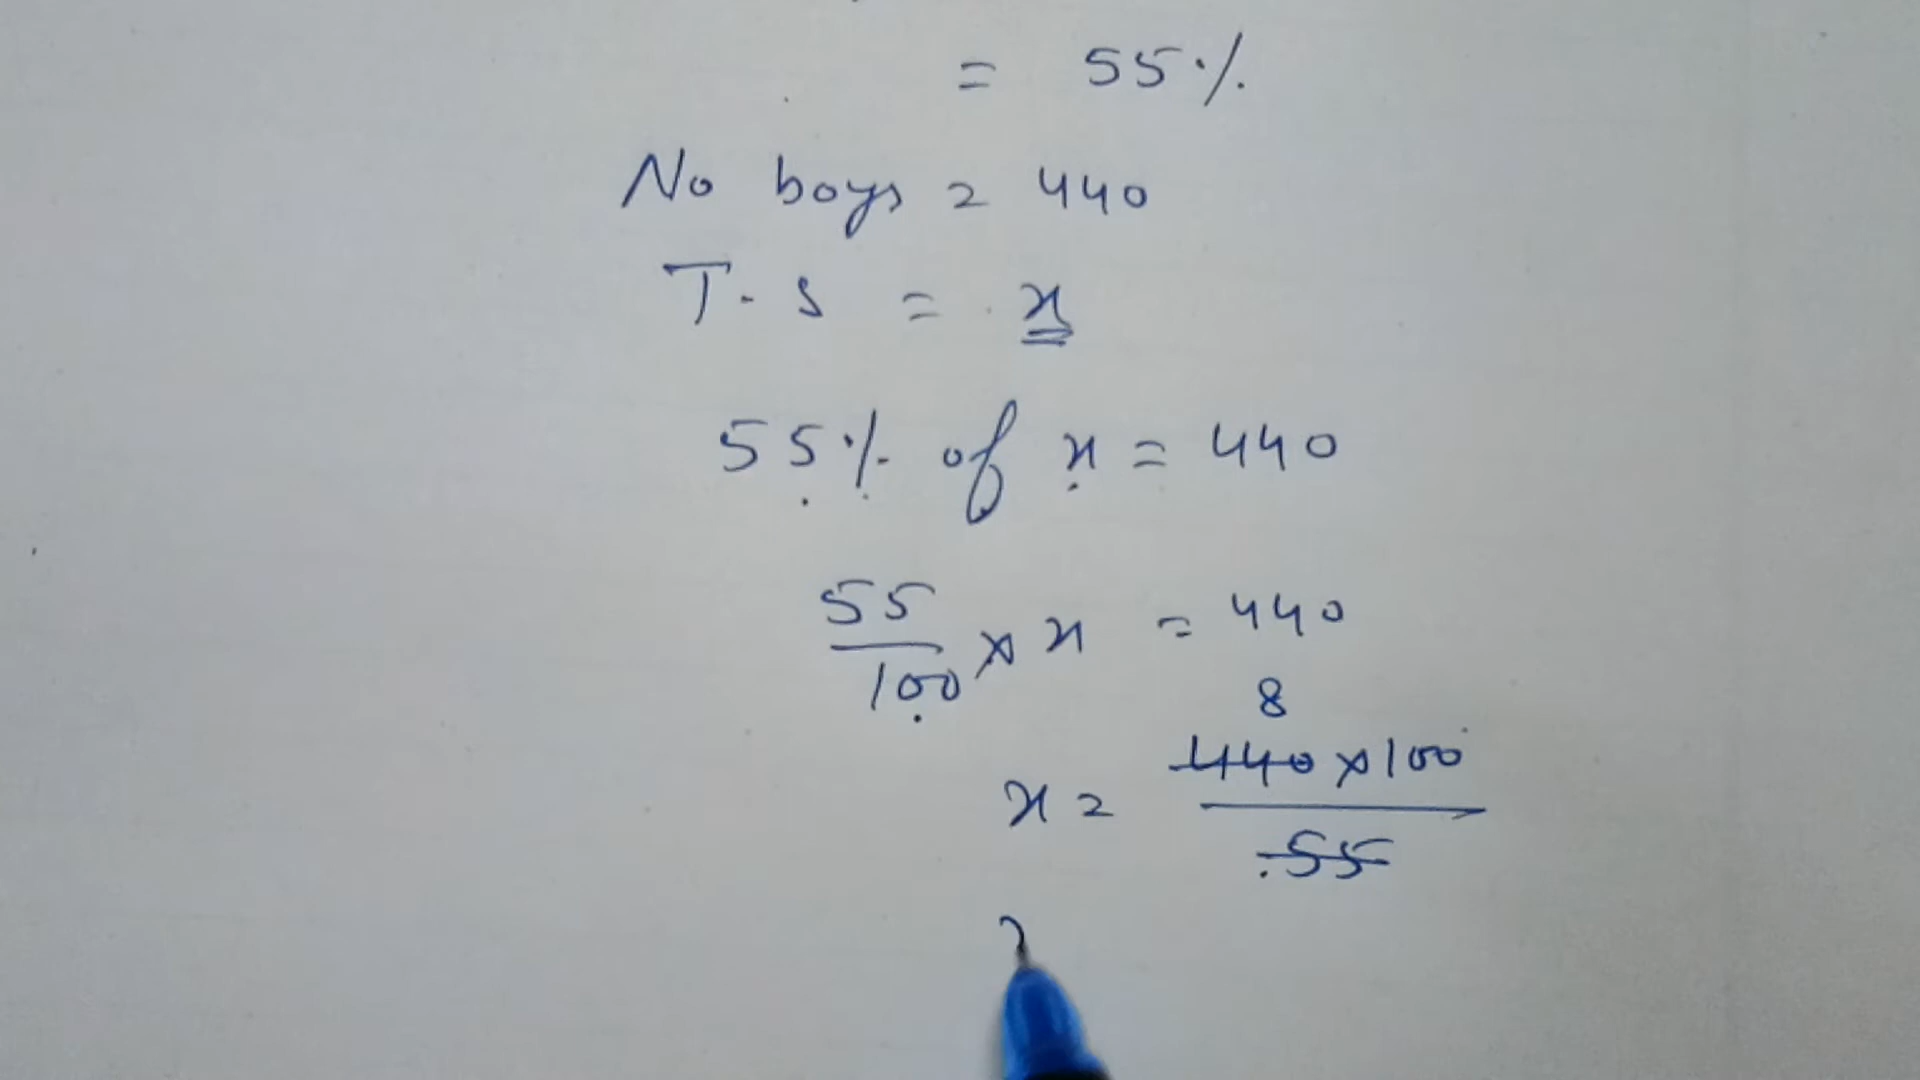 = 55%
No boys = 440
T. S = x
55% of x = 440
55/100 × x = 440
8
x = 440 × 100 / 55